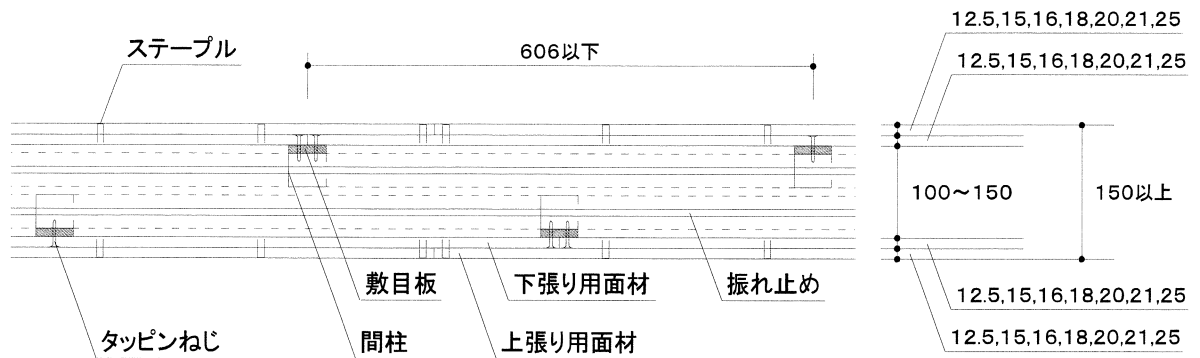 12.5,15,16,18,20,21,25
ステープル
606以下
12.5,15,16,18,20,21,25
100～150
150以上
敷目板
下張り用面材
振れ止め
12.5,15,16,18,20,21,25
タッピンねじ
間柱
上張り用面材
12.5,15,16,18,20,21,25